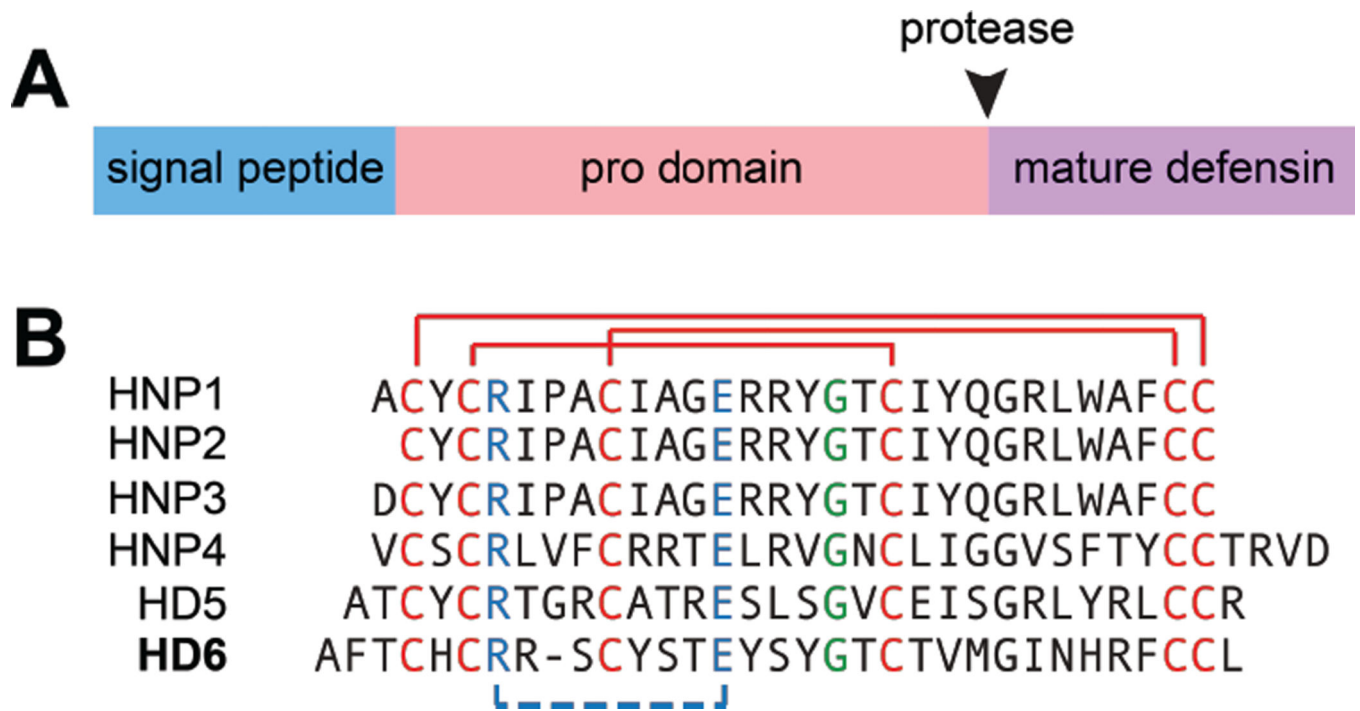 protease
A
signal peptide pro domain mature defensin
B
HNP1 ACYCRIPACIAGERRYGTCIYQGRLWAFCC
HNP2 CYCRIPACIAGERRYGTCIYQGRLWAFCC
HNP3 DCYCRIPACIAGERRYGTCIYQGRLWAFCC
HNP4 VCSCRLVFCRRTELRVGNCLIGGVSFTYCCTRVD
HD5 ATCYCRTGRCATRESLSGVCEISGRLYRLCCR
HD6 AFTCHCRR-SCYSTEYSYGTCTVMGINHRFCCL